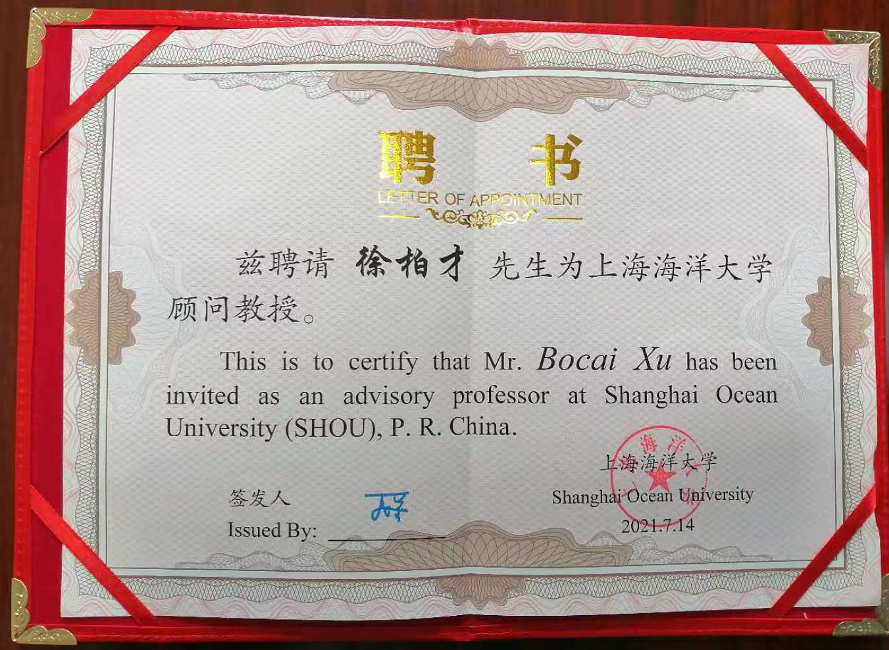 聘 书
LETTER OF APPOINTMENT
兹聘请 徐柏才 先生为上海海洋大学
顾问教授。
This is to certify that Mr. Bocai Xu has been
invited as an advisory professor at Shanghai Ocean
University (SHOU), P. R. China.
上海海洋大学
签发人
Shanghai Ocean University
Issued By:
2021.7.14